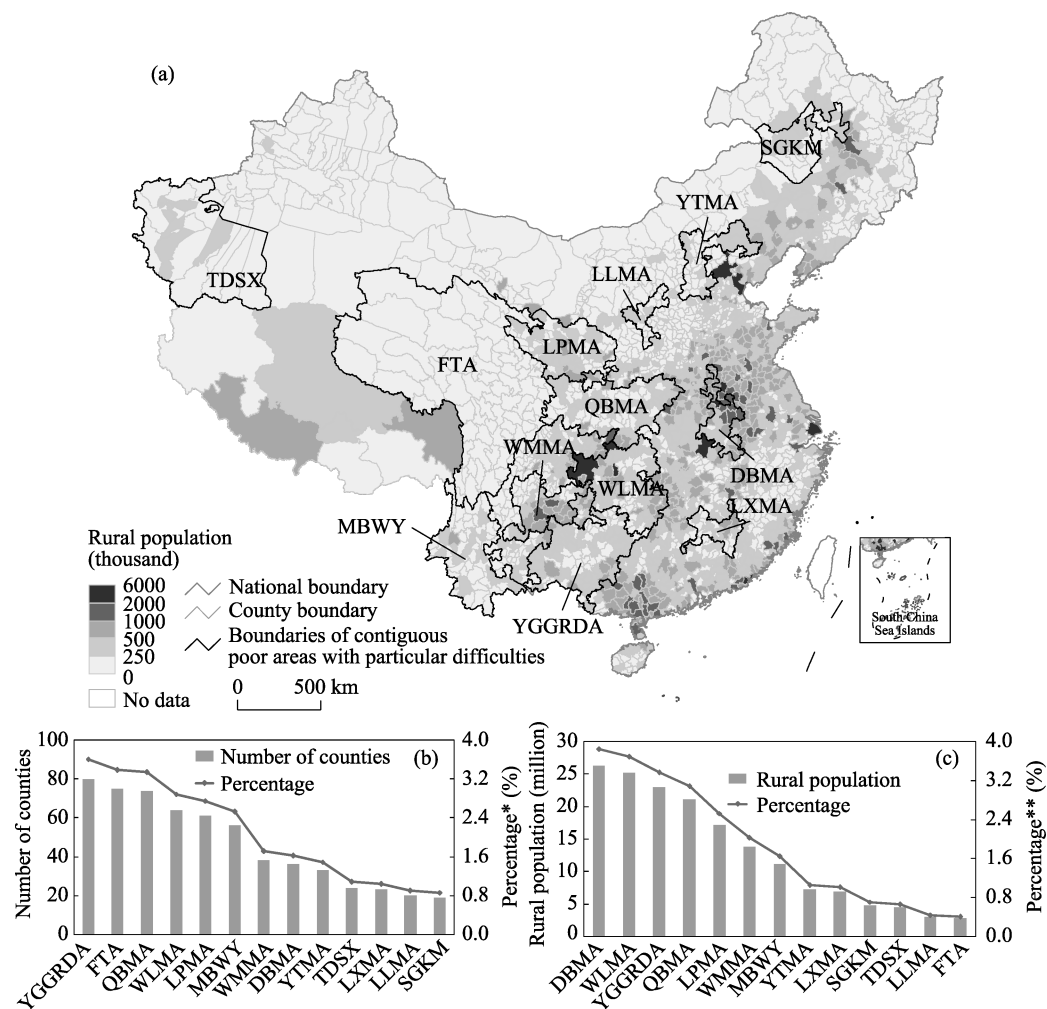 (a)
SGKM
YTMA
LLMA
TDSX
LPMA
FTA
QBMA
WMMA
WLMA
DBMA
LXMA
MBWY
YGGRDA
Rural population
(thousand)
6000
2000
1000
500
250
0
No data
National boundary
County boundary
Boundaries of contiguous
poor areas with particular difficulties
0 500 km
South China
Sea Islands
(b)
Number of counties
100
80
60
40
20
0
Number of counties
Percentage
4.0
3.2
2.4
1.6
0.8
0.0
Percentage* (%)
YGGRDA FTA QBMA WLMA LPMA MBWY WMMA DBMA YTMA TDSX LXMA LLMA SGKM
(c)
Rural population (million)
30
25
20
15
10
5
0
Rural population
Percentage
4.0
3.2
2.4
1.6
0.8
0.0
Percentage** (%)
DBMA WLMA YGGRDA QBMA LPMA WMMA MBWY YTMA LXMA SGKM TDSX LLMA FTA